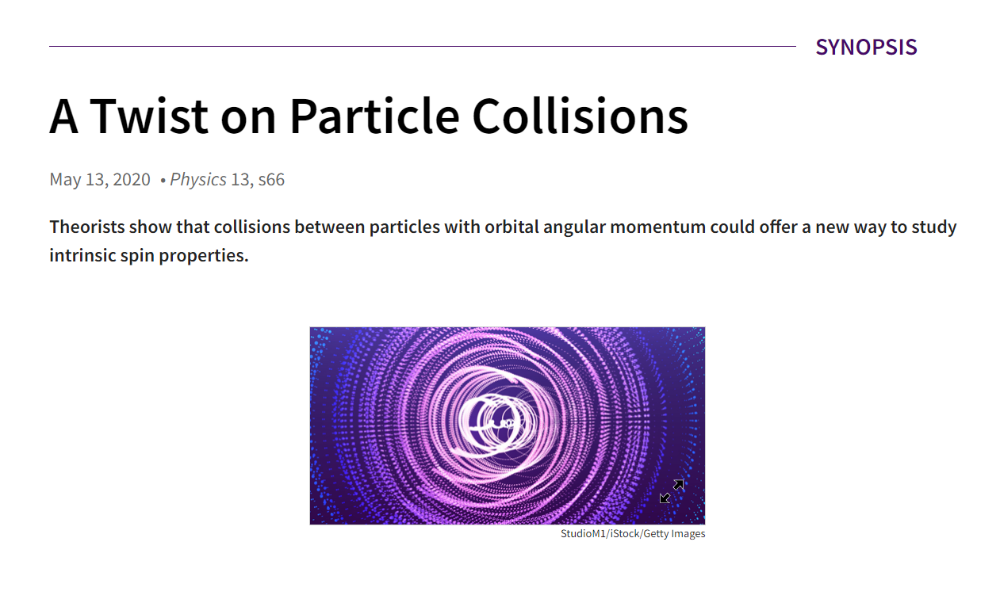 SYNOPSIS
A Twist on Particle Collisions
May 13, 2020 • Physics 13, s66
Theorists show that collisions between particles with orbital angular momentum could offer a new way to study
intrinsic spin properties.
StudioM1/iStock/Getty Images